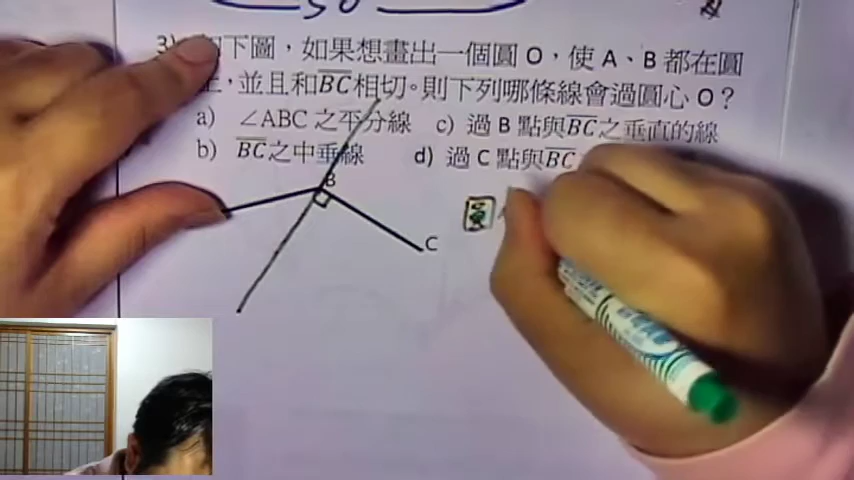 50
3) 下圖，如果想畫出一個圓 O，使 A、B 都在圓
上，並且和BC相切。則下列哪條線會過圓心 O？
a) ∠ABC 之平分線 c) 過 B 點與BC之垂直的線
b) BC之中垂線 d) 過 C 點與BC
B
C